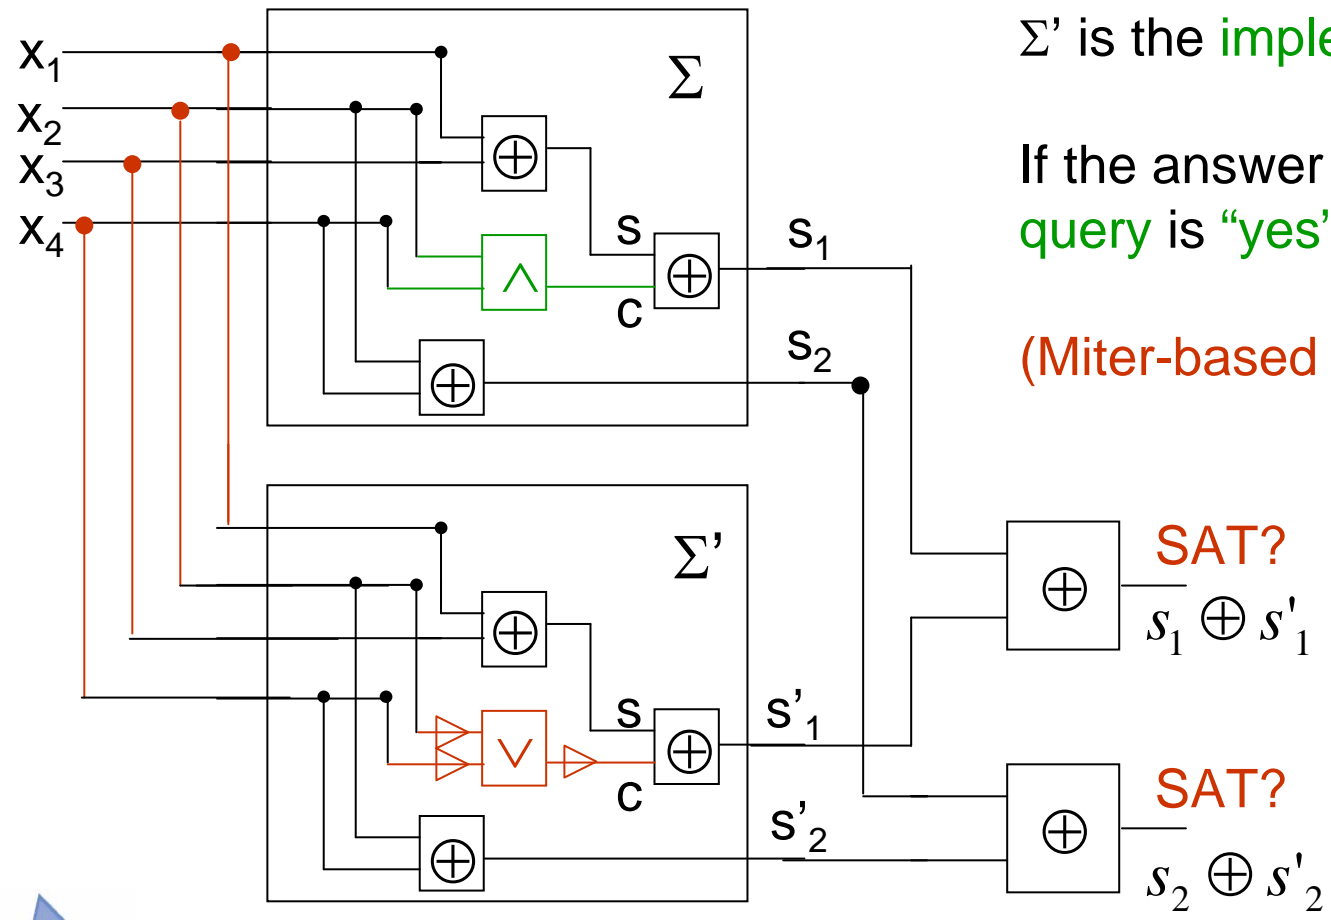 x1
x2
x3
x4
Σ
⊕
∧
s
c
⊕
⊕
s1
s2
Σ’ is the imple
If the answer
query is “yes”
(Miter-based
Σ’
⊕
∨
s
c
⊕
⊕
s’1
s’2
⊕
SAT?
s1 ⊕ s'1
⊕
SAT?
s2 ⊕ s'2